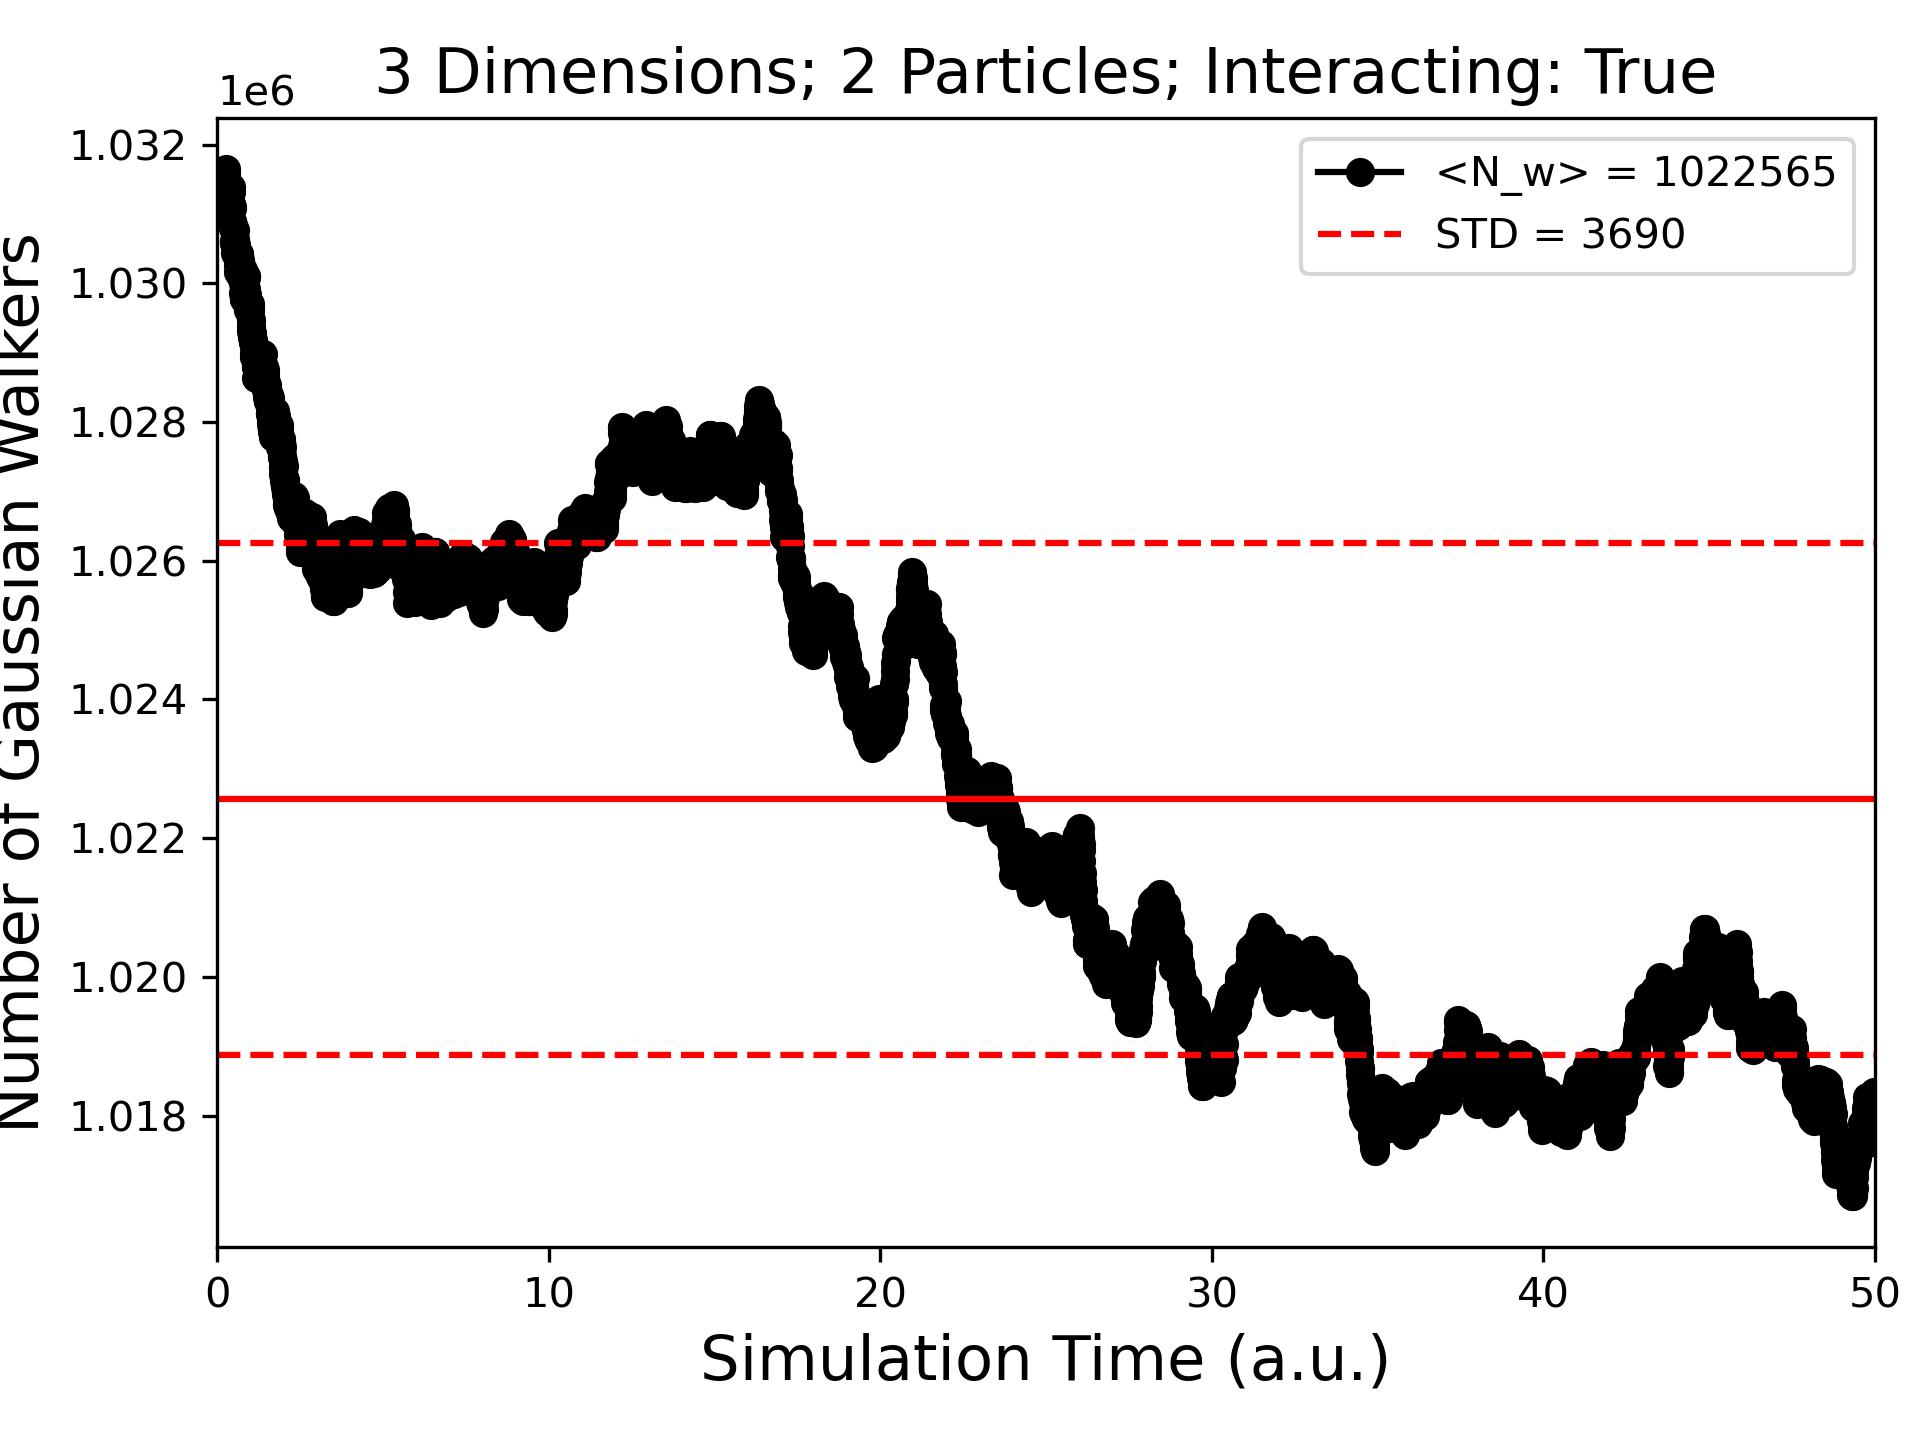 3 Dimensions; 2 Particles; Interacting: True
1e6
<N_w> = 1022565
STD = 3690
1.032
1.030
1.028
1.026
1.024
1.022
1.020
1.018
Number of Gaussian Walkers
0 10 20 30 40 50
Simulation Time (a.u.)